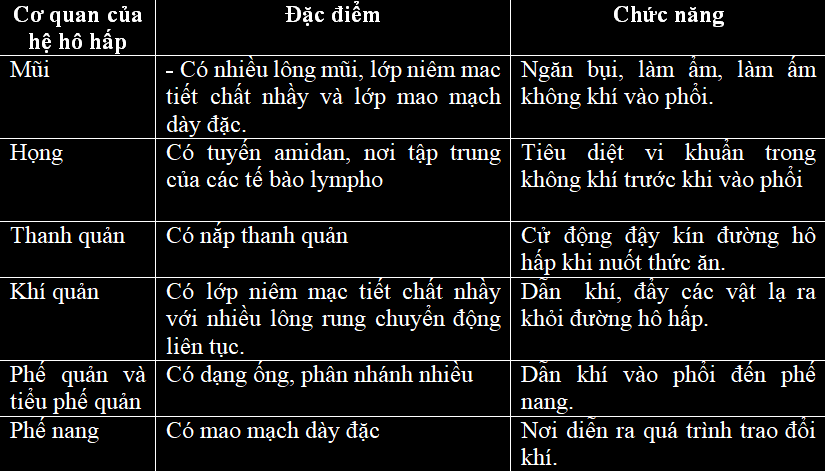 Cơ quan của
hệ hô hấp
Đặc điểm
Chức năng
Mũi
- Có nhiều lông mũi, lớp niêm mac
tiết chất nhầy và lớp mao mạch
dày đặc.
Ngăn bụi, làm ẩm, làm ấm
không khí vào phổi.
Họng
Có tuyến amidan, nơi tập trung
của các tế bào lympho
Tiêu diệt vi khuẩn trong
không khí trước khi vào phổi
Thanh quản
Có nắp thanh quản
Cử động đậy kín đường hô
hấp khi nuốt thức ăn.
Khí quản
Có lớp niêm mạc tiết chất nhầy
với nhiều lông rung chuyển động
liên tục.
Dẫn khí, đẩy các vật lạ ra
khỏi đường hô hấp.
Phế quản và
tiểu phế quản
Có dạng ống, phân nhánh nhiều
Dẫn khí vào phổi đến phế
nang.
Phế nang
Có mao mạch dày đặc
Nơi diễn ra quá trình trao đổi
khí.